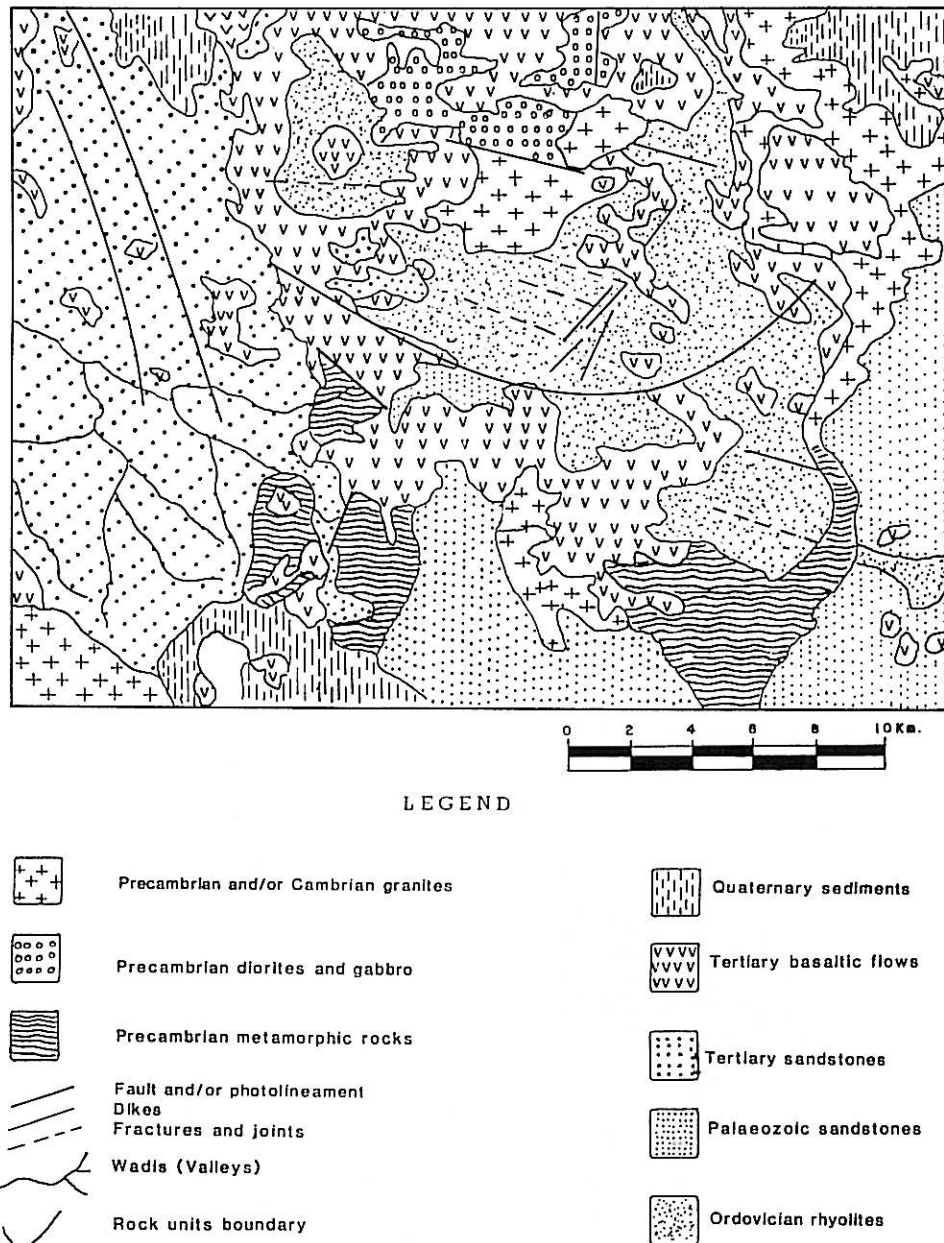 0 2 4 6 8 10 Km.
LEGEND
Precambrian and/or Cambrian granites
Precambrian diorites and gabbro
Precambrian metamorphic rocks
Fault and/or photolineament
Dikes
Fractures and joints
Wadis (Valleys)
Rock units boundary
Quaternary sediments
Tertiary basaltic flows
Tertiary sandstones
Palaeozoic sandstones
Ordovician rhyolites